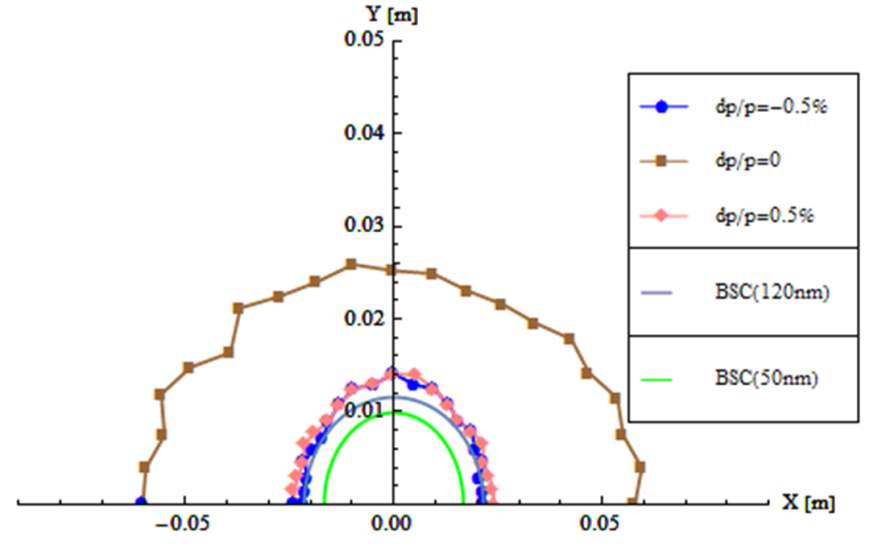 Y [m]
0.05
0.04
0.03
0.02
0.01
−0.05
0.00
0.05
X [m]
dp/p=−0.5%
dp/p=0
dp/p=0.5%
BSC(120nm)
BSC(50nm)